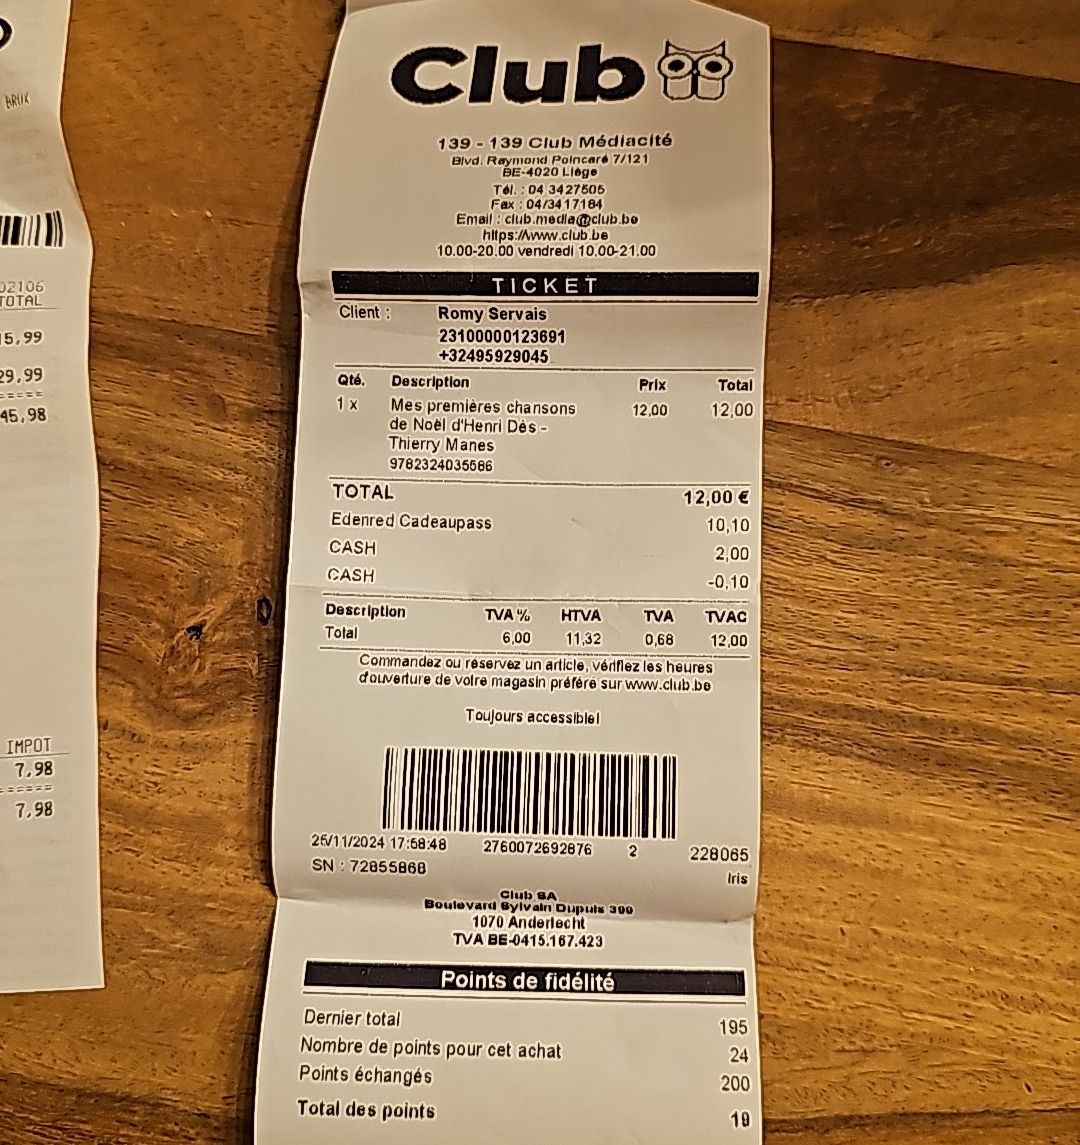 BRUX
02106
TOTAL
5,99
29,99
=====
45,98
IMPOT
7,98
======
7,98
Club
139 - 139 Club Médiacité
Blvd. Raymond Poincaré 7/121
BE-4020 Liège
Tél. : 04 3427505
Fax : 04/3417184
Email : club.media@club.be
https://www.club.be
10.00-20.00 vendredi 10.00-21.00
TICKET
Client : Romy Servais
23100000123691
+32495929045
Qté. Description Prix Total
1 x Mes premières chansons 12,00 12,00
de Noël d'Henri Dès -
Thierry Manes
9782324035586
TOTAL 12,00 €
Edenred Cadeaupass 10,10
CASH 2,00
CASH -0,10
Description TVA % HTVA TVA TVAC
Total 6,00 11,32 0,68 12,00
Commandez ou réservez un article, vérifiez les heures
d'ouverture de votre magasin préféré sur www.club.be
Toujours accessible!
25/11/2024 17:58:48 2760072692876 2 228065
SN : 72855868 Iris
Club SA
Boulevard Sylvain Dupuis 399
1070 Anderlecht
TVA BE-0415.167.423
Points de fidélité
Dernier total 195
Nombre de points pour cet achat 24
Points échangés 200
Total des points 19